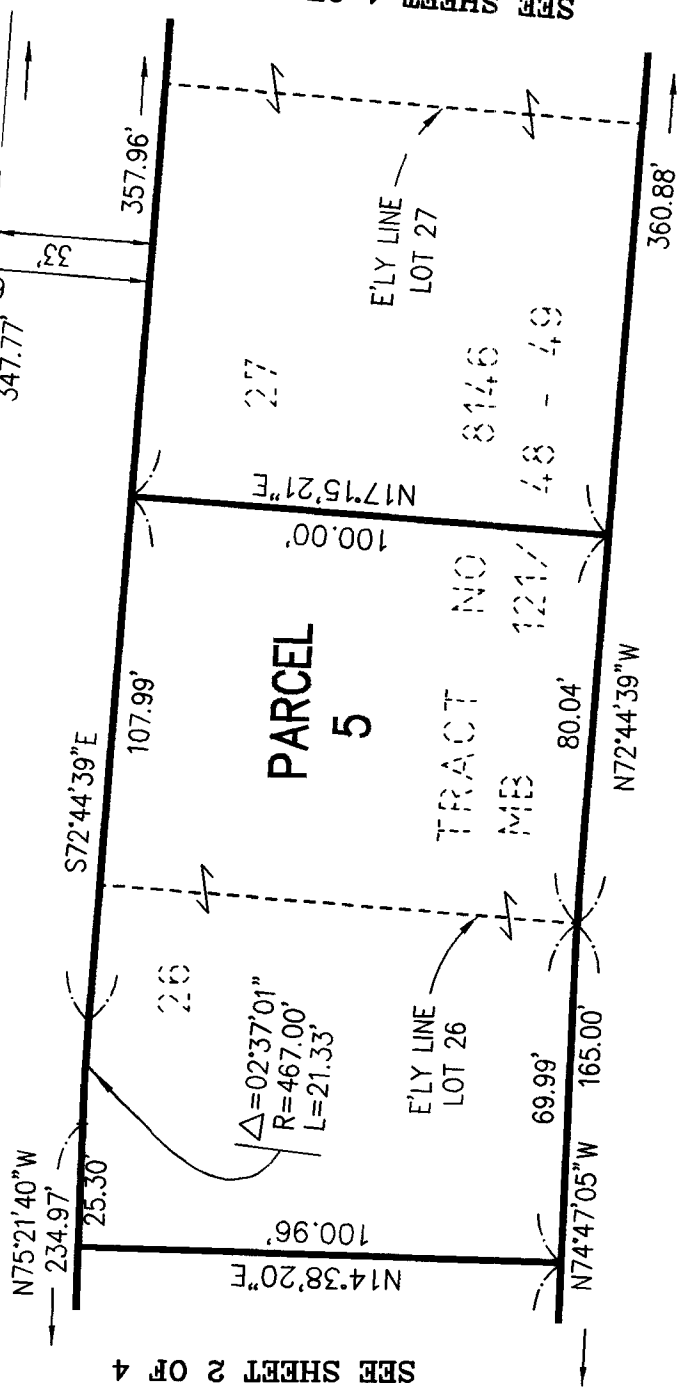 SEE SHEET
347.77'
33'
357.96'
S72°44'39"E
107.99'
N75°21'40"W
234.97'
25.30'
27
E'LY LINE
LOT 27
N17°15'21"E
100.00'
PARCEL
5
26
△=02°37'01"
R=467.00'
L=21.33'
TRACT NO 8146
MB 121/ 48 - 49
E'LY LINE
LOT 26
N14°38'20"E
100.96'
69.99'
165.00'
N74°47'05"W
80.04'
N72°44'39"W
360.88'
SEE SHEET 2 OF 4